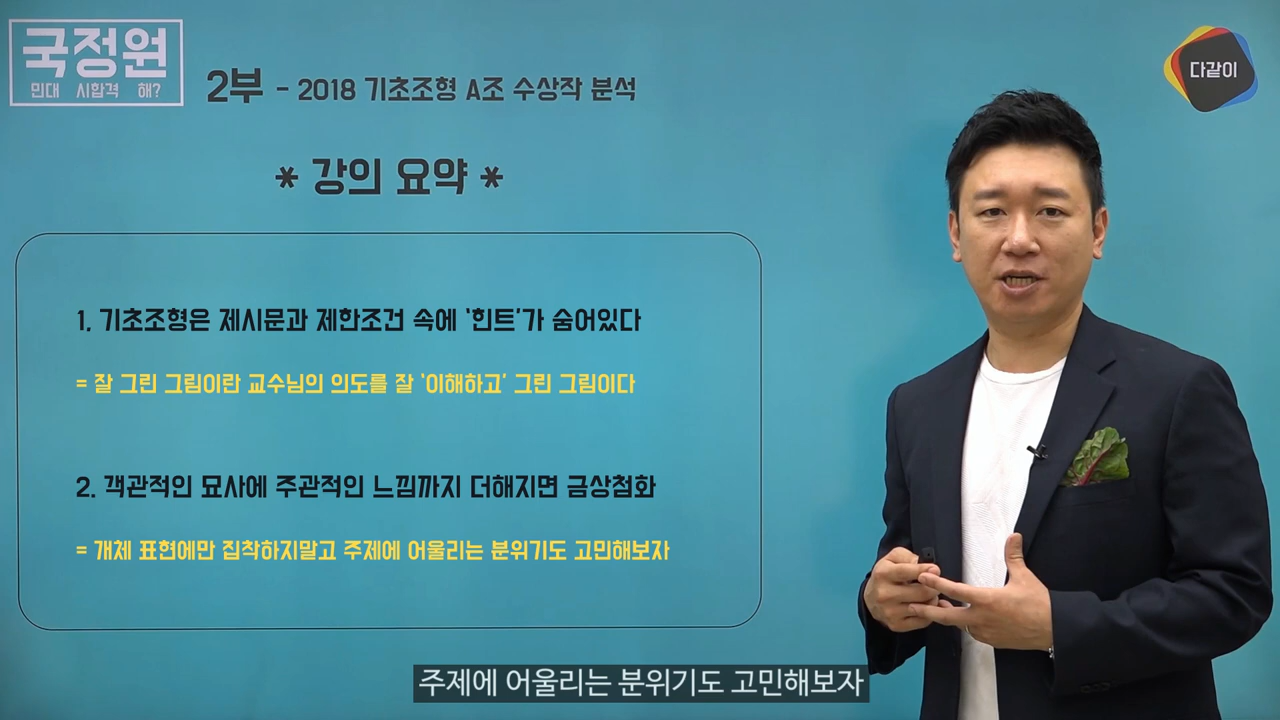 국정원
민대 시합격 해?
2부 - 2018 기초조형 A조 수상작 분석
다같이
* 강의 요약 *
1. 기초조형은 제시문과 제한조건 속에 '힌트'가 숨어있다
= 잘 그린 그림이란 교수님의 의도를 잘 '이해하고' 그린 그림이다
2. 객관적인 묘사에 주관적인 느낌까지 더해지면 금상첨화
= 개체 표현에만 집착하지말고 주제에 어울리는 분위기도 고민해보자
주제에 어울리는 분위기도 고민해보자